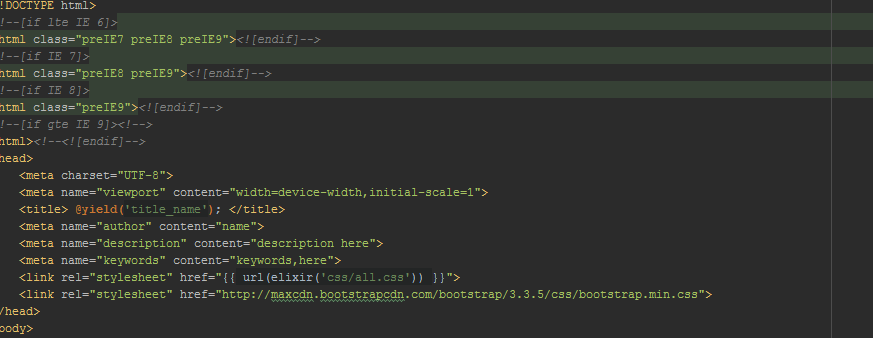 !DOCTYPE html>
!--[if lte IE 6]>
html class="preIE7 preIE8 preIE9"><![endif]-->
!--[if IE 7]>
html class="preIE8 preIE9"><![endif]-->
!--[if IE 8]>
html class="preIE9"><![endif]-->
!--[if gte IE 9]><!-->
html><!--<![endif]-->
head>
<meta charset="UTF-8">
<meta name="viewport" content="width=device-width,initial-scale=1">
<title> @yield('title_name'); </title>
<meta name="author" content="name">
<meta name="description" content="description here">
<meta name="keywords" content="keywords,here">
<link rel="stylesheet" href="{{ url(elixir('css/all.css')) }}">
<link rel="stylesheet" href="http://maxcdn.bootstrapcdn.com/bootstrap/3.3.5/css/bootstrap.min.css">
/head>
body>